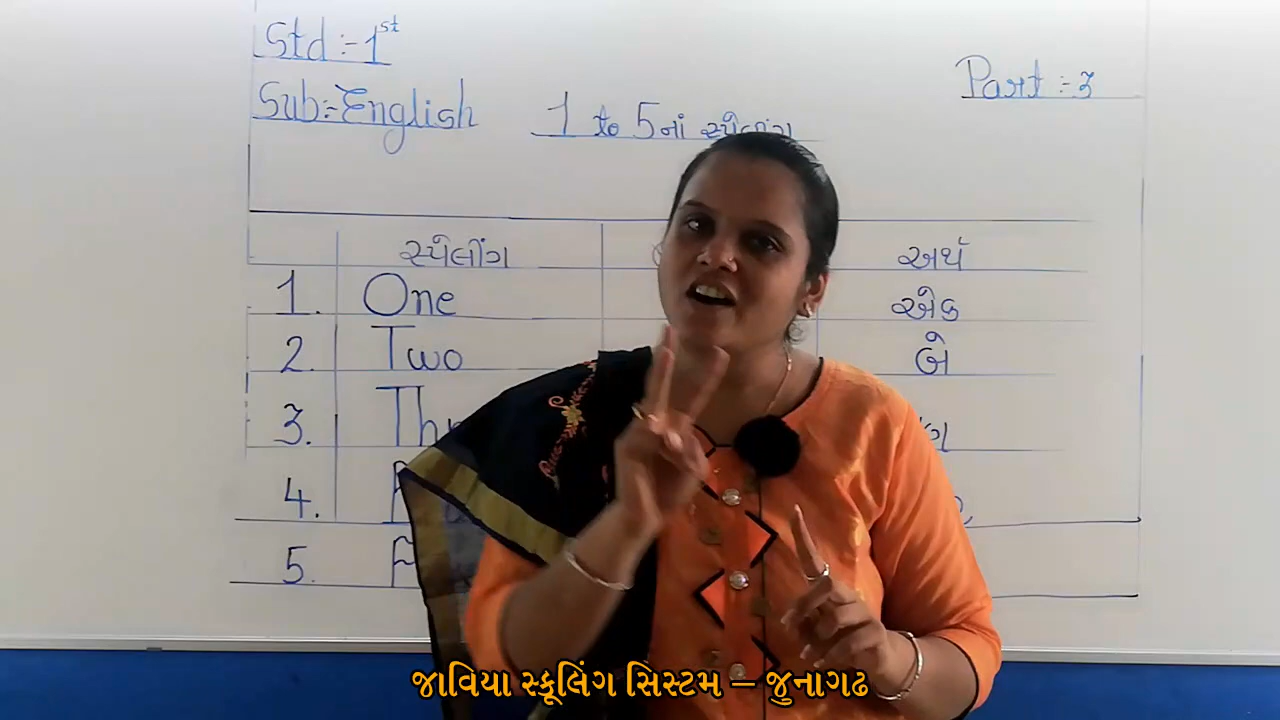 Std :- 1st
Part :- 3
Sub:- English
1 to 5 નાં સ્પેલીંગ
સ્પેલીંગ અર્થ
1. One એક
2. Two બે
3.
4.
5.
જાવિયા સ્કૂલિંગ સિસ્ટમ – જુનાગઢ